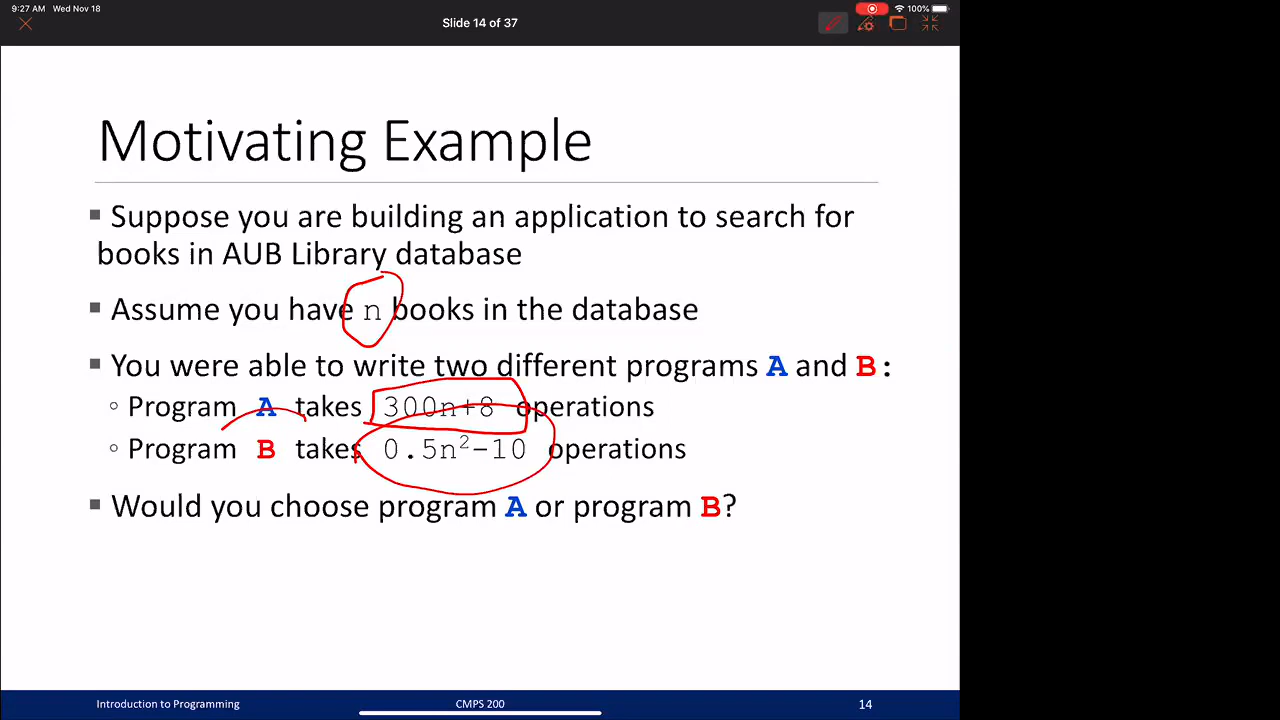 9:27 AM Wed Nov 18
Slide 14 of 37
100%
Motivating Example
▪ Suppose you are building an application to search for
books in AUB Library database
▪ Assume you have n books in the database
▪ You were able to write two different programs A and B:
◦ Program A takes 300n+8 operations
◦ Program B takes 0.5n²-10 operations
▪ Would you choose program A or program B?
Introduction to Programming
CMPS 200
14